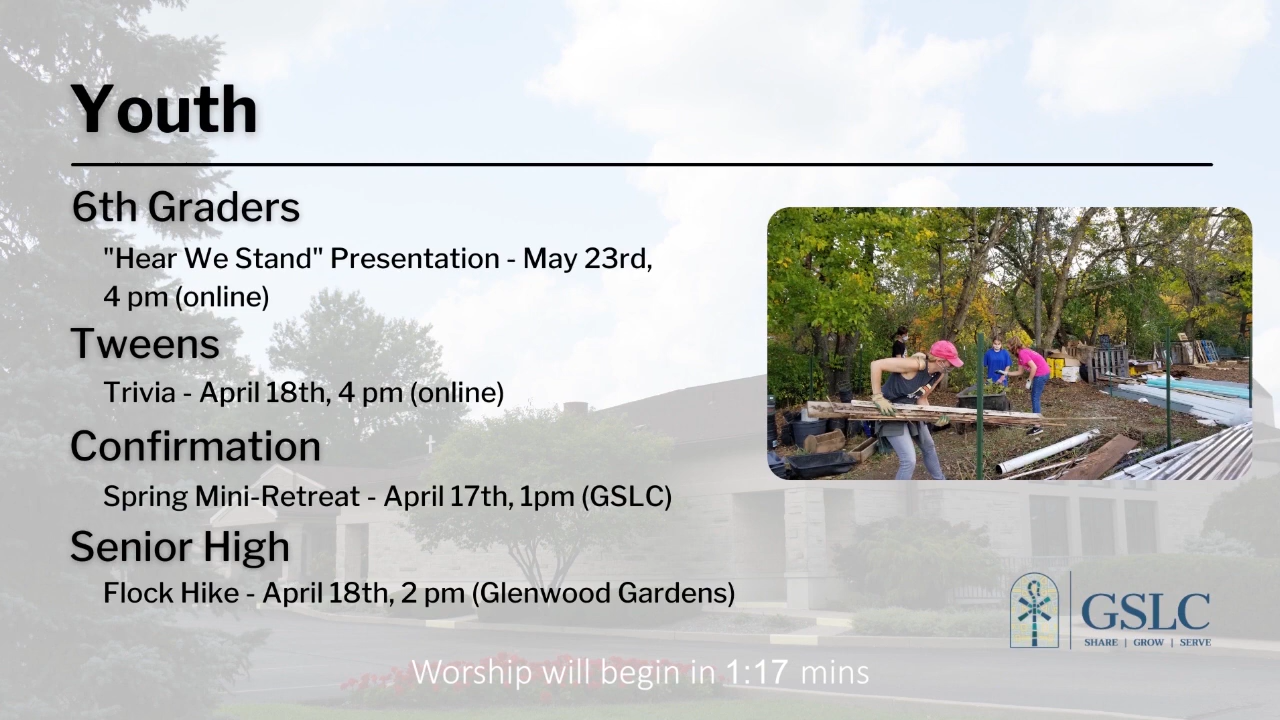 Youth
6th Graders
"Hear We Stand" Presentation - May 23rd,
4 pm (online)
Tweens
Trivia - April 18th, 4 pm (online)
Confirmation
Spring Mini-Retreat - April 17th, 1pm (GSLC)
Senior High
Flock Hike - April 18th, 2 pm (Glenwood Gardens)
GSLC
SHARE | GROW | SERVE
Worship will begin in 1:17 mins